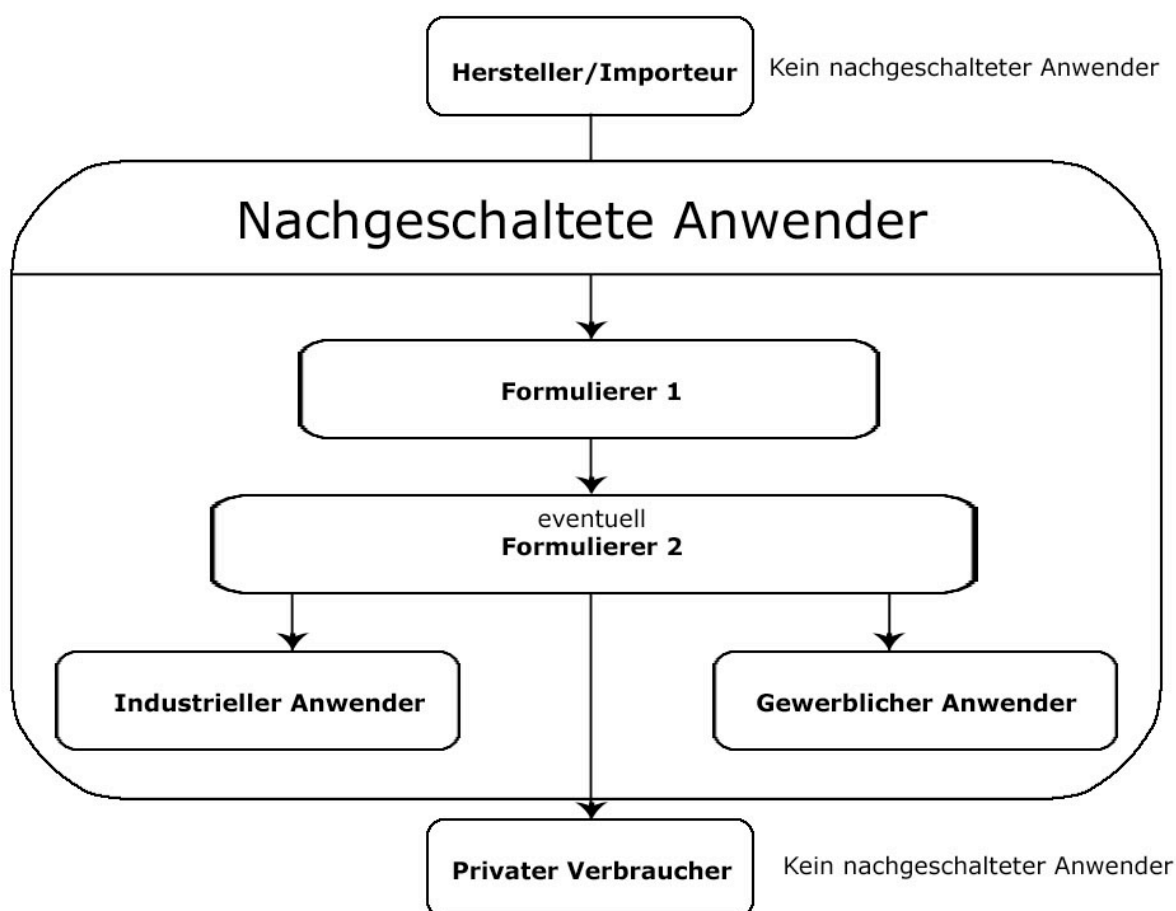 Hersteller/Importeur
Kein nachgeschalteter Anwender
Nachgeschaltete Anwender
Formulierer 1
eventuell
Formulierer 2
Industrieller Anwender
Gewerblicher Anwender
Privater Verbraucher
Kein nachgeschalteter Anwender